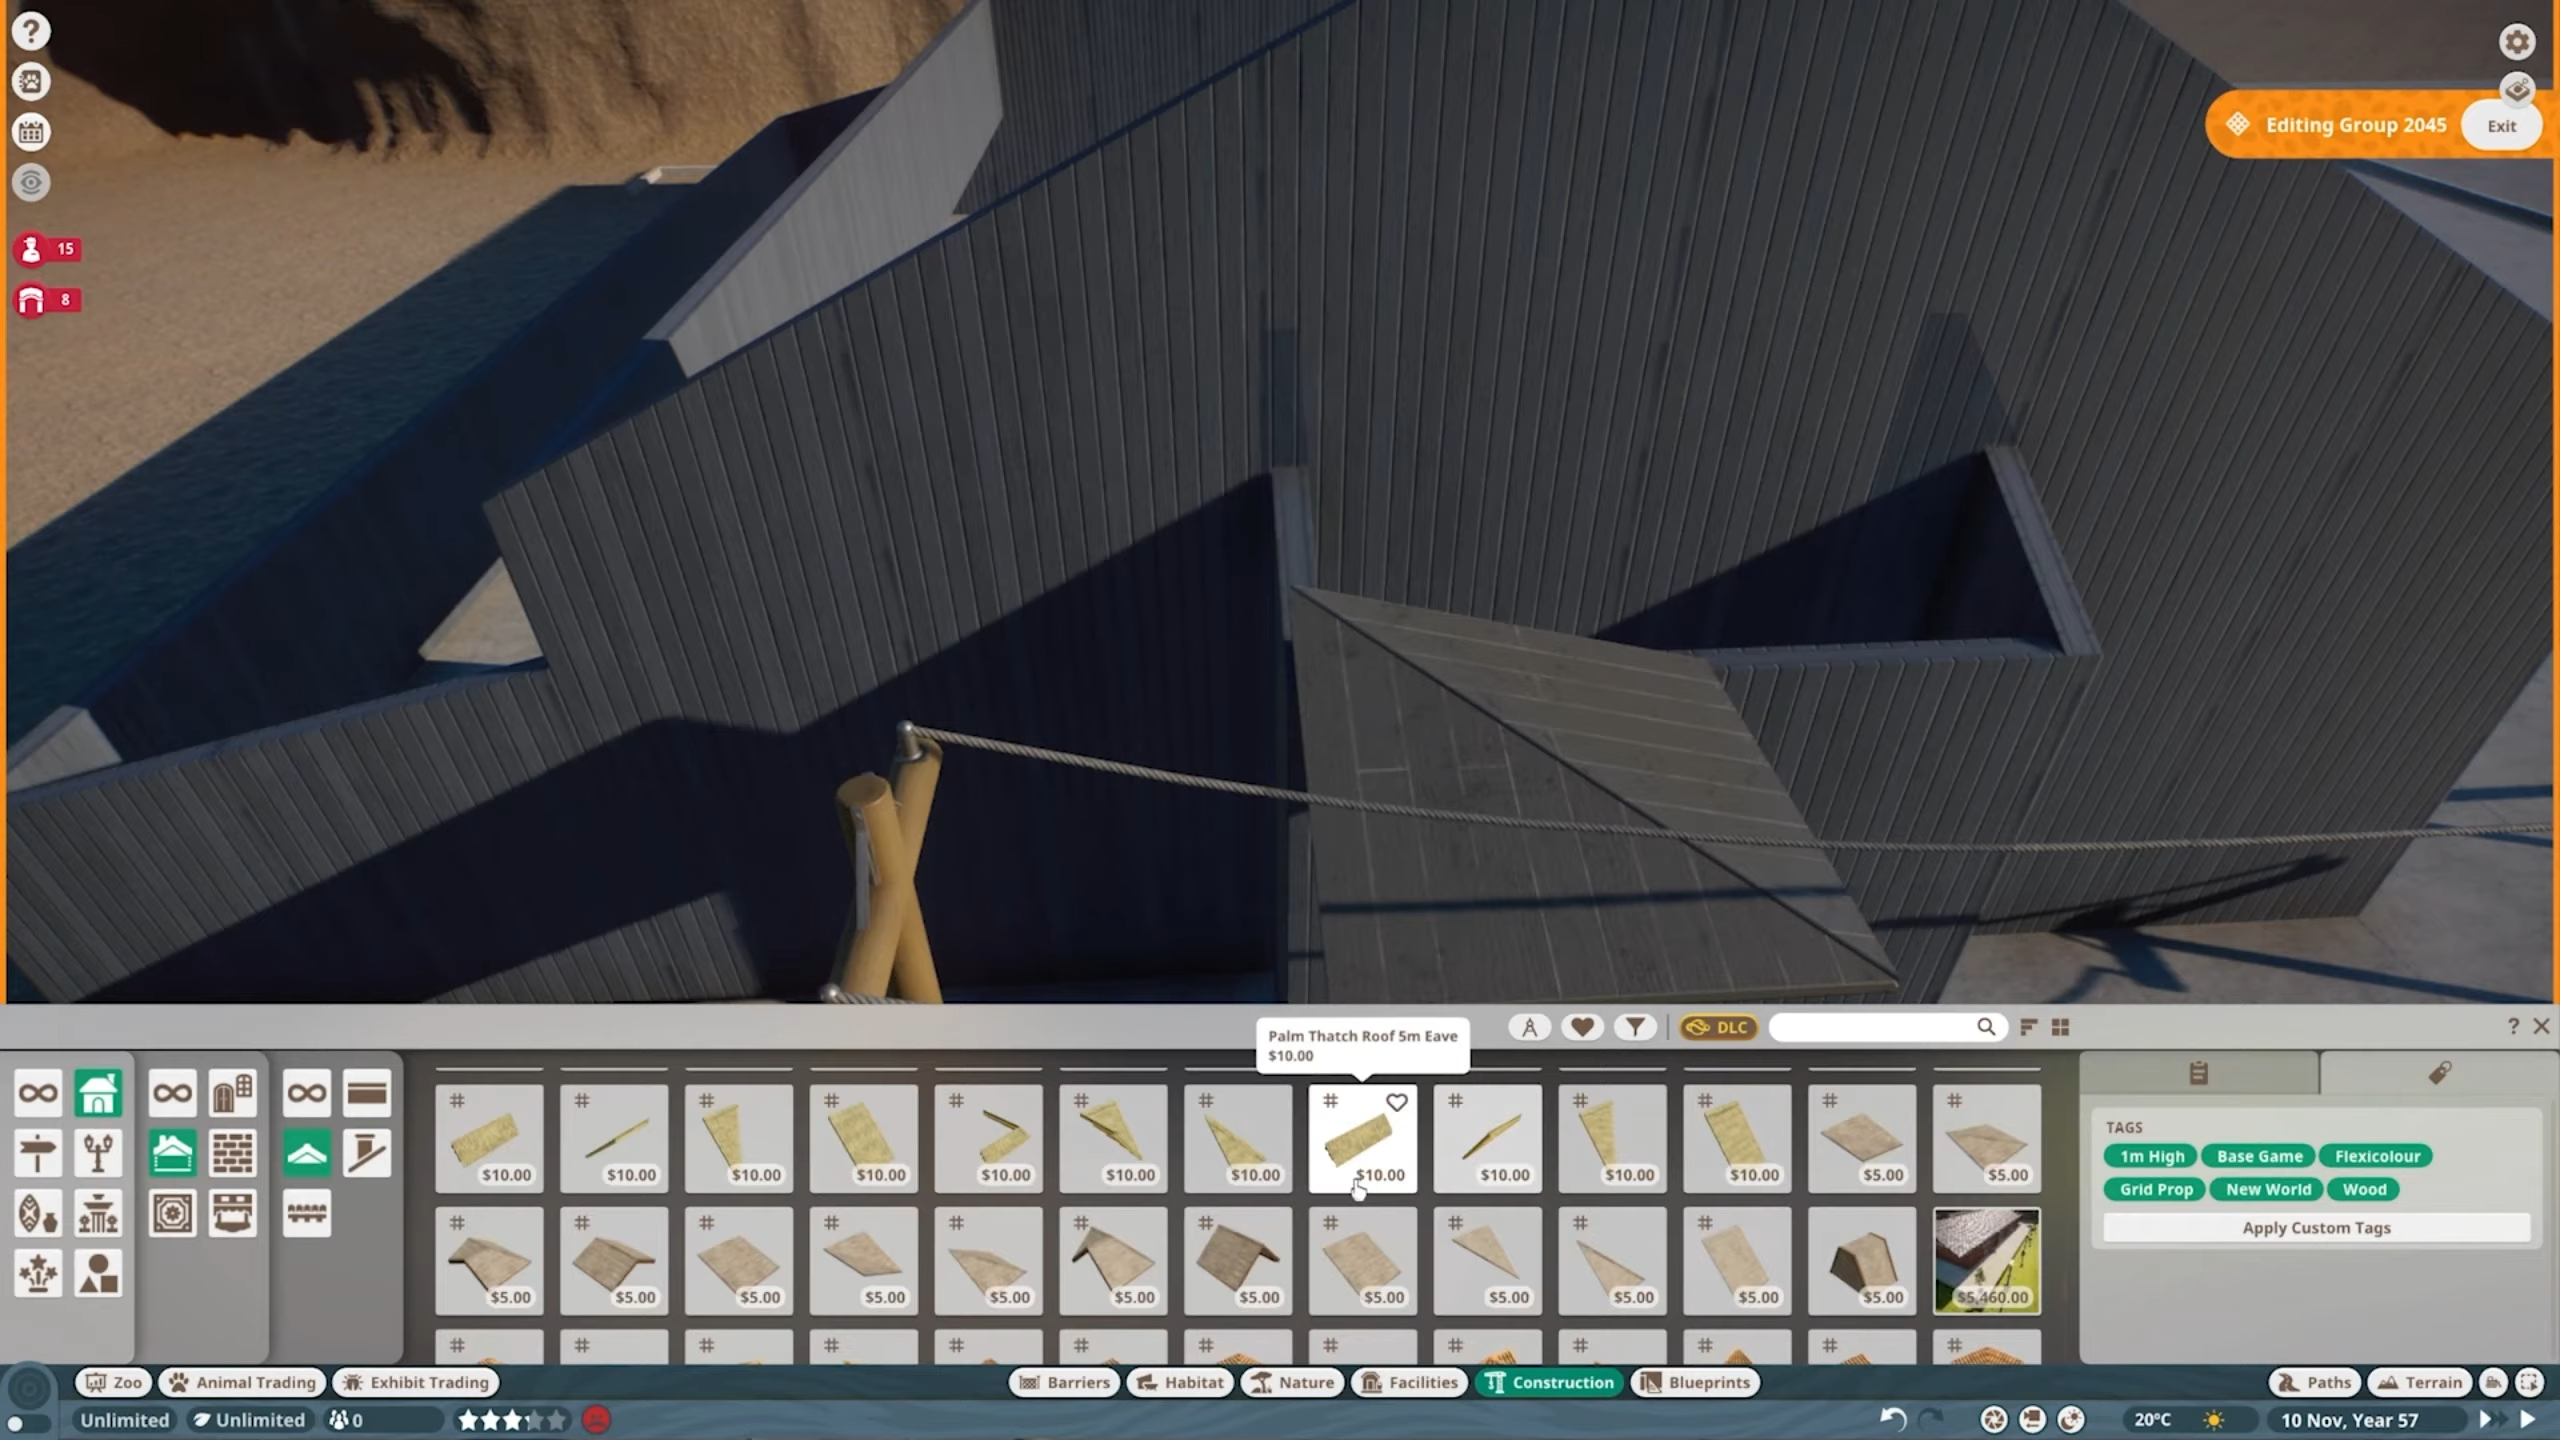 ?
Editing Group 2045
Exit
15
8
Palm Thatch Roof 5m Eave
$10.00
DLC
?
# $10.00 # $10.00 # $10.00 # $10.00 # $10.00 # $10.00 # $10.00 # $10.00 # $10.00 # $10.00 # $10.00 # $5.00 # $5.00
# $5.00 # $5.00 # $5.00 # $5.00 # $5.00 # $5.00 # $5.00 # $5.00 # $5.00 # $5.00 # $5.00 # $5.00 $5,460.00
# # # # # # # # # # # # #
TAGS
1m High Base Game Flexicolour
Grid Prop New World Wood
Apply Custom Tags
Zoo Animal Trading Exhibit Trading Barriers Habitat Nature Facilities Construction Blueprints Paths Terrain
Unlimited Unlimited 0 20°C 10 Nov, Year 57